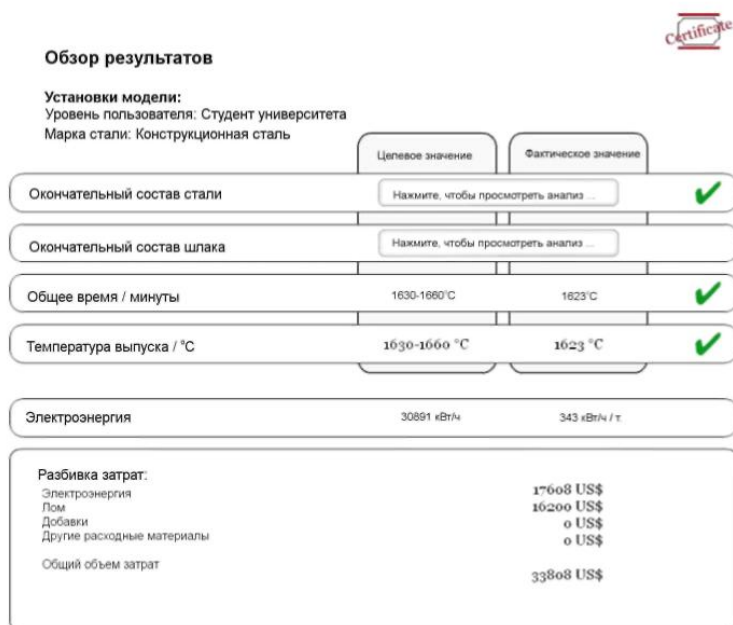 Certificate
Обзор результатов
Установки модели:
Уровень пользователя: Студент университета
Марка стали: Конструкционная сталь
Целевое значение Фактическое значение
Окончательный состав стали Нажмите, чтобы просмотреть анализ ...
Окончательный состав шлака Нажмите, чтобы просмотреть анализ ...
Общее время / минуты 1630-1660°C 1623°C
Температура выпуска / °C 1630-1660 °C 1623 °C
Электроэнергия 30891 кВт/ч 343 кВт/ч / т
Разбивка затрат:
Электроэнергия 17608 US$
Лом 16200 US$
Добавки 0 US$
Другие расходные материалы 0 US$
Общий объем затрат 33808 US$